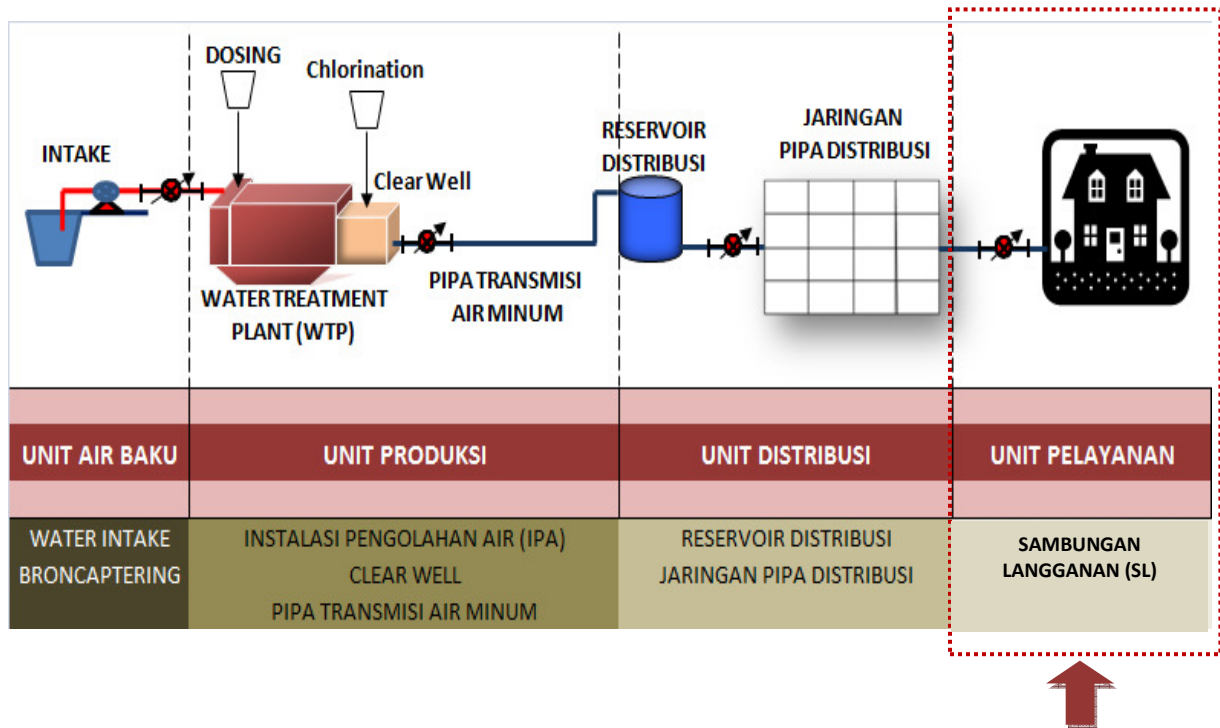 DOSING
Chlorination
INTAKE
Clear Well
WATER TREATMENT
PLANT (WTP)
PIPA TRANSMISI
AIR MINUM
RESERVOIR
DISTRIBUSI
JARINGAN
PIPA DISTRIBUSI
UNIT AIR BAKU
UNIT PRODUKSI
UNIT DISTRIBUSI
UNIT PELAYANAN
WATER INTAKE
BRONCAPTERING
INSTALASI PENGOLAHAN AIR (IPA)
CLEAR WELL
PIPA TRANSMISI AIR MINUM
RESERVOIR DISTRIBUSI
JARINGAN PIPA DISTRIBUSI
SAMBUNGAN
LANGGANAN (SL)